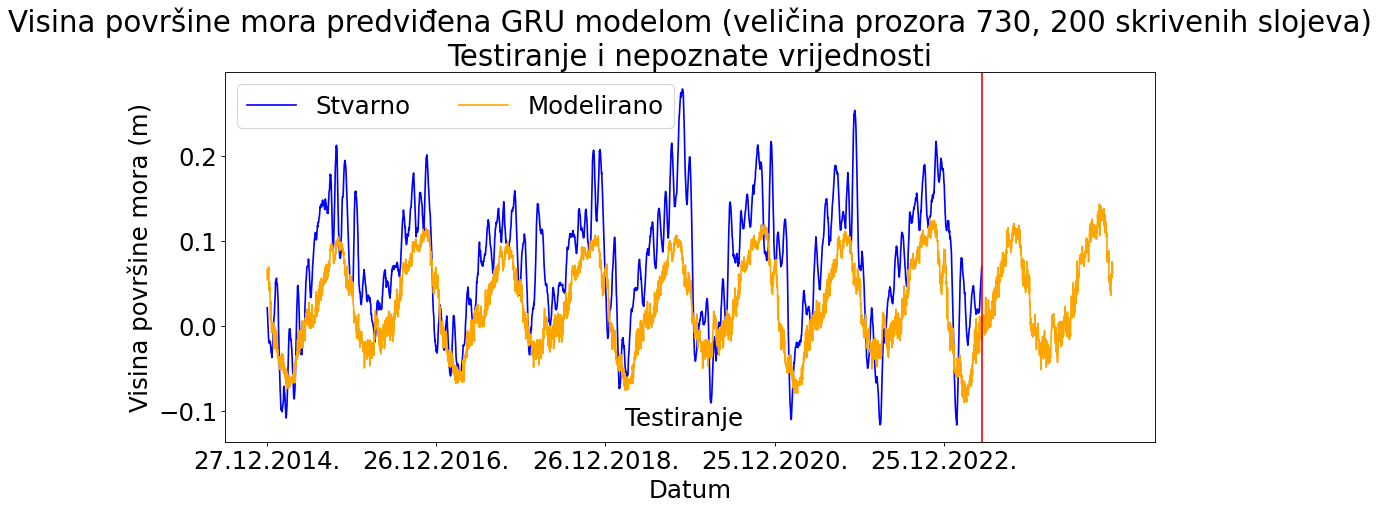 Visina površine mora predviđena GRU modelom (veličina prozora 730, 200 skrivenih slojeva)
Testiranje i nepoznate vrijednosti
Stvarno
Modelirano
Visina površine mora (m)
0.2
0.1
0.0
−0.1
Testiranje
27.12.2014.
26.12.2016.
26.12.2018.
25.12.2020.
25.12.2022.
Datum